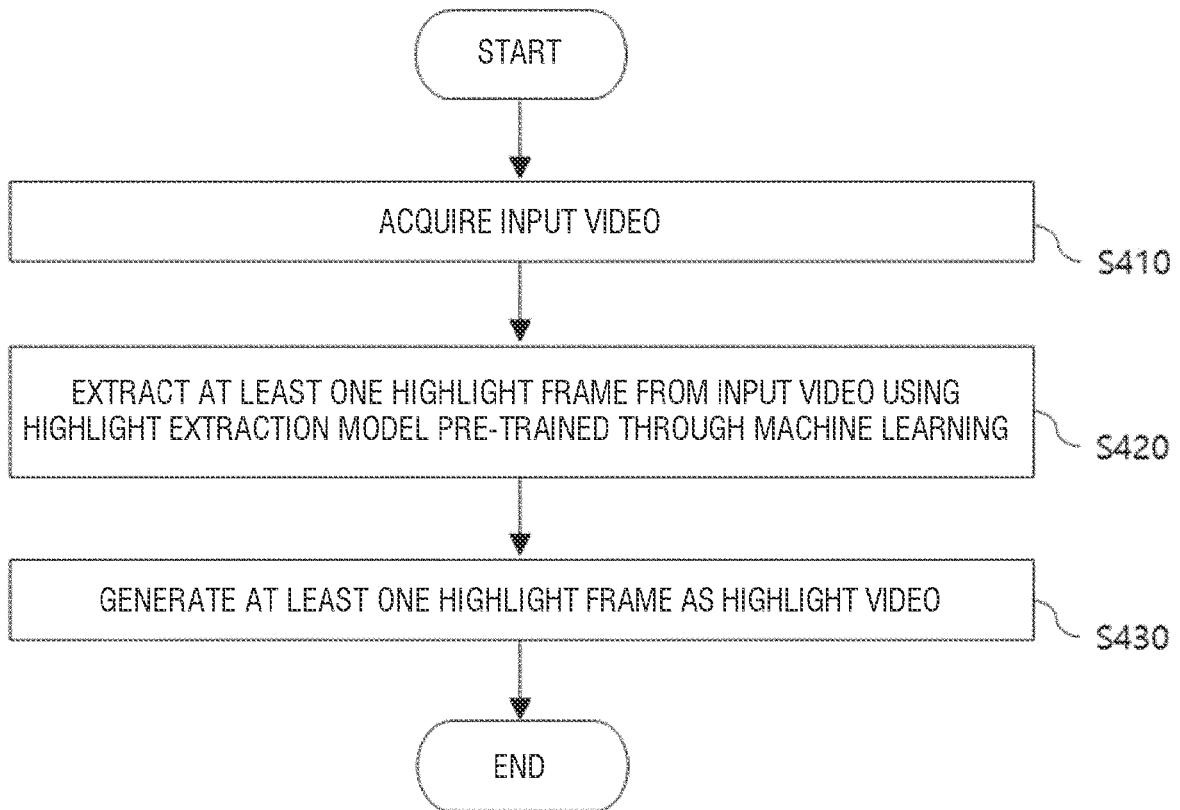 START
ACQUIRE INPUT VIDEO
S410
EXTRACT AT LEAST ONE HIGHLIGHT FRAME FROM INPUT VIDEO USING
HIGHLIGHT EXTRACTION MODEL PRE-TRAINED THROUGH MACHINE LEARNING
S420
GENERATE AT LEAST ONE HIGHLIGHT FRAME AS HIGHLIGHT VIDEO
S430
END